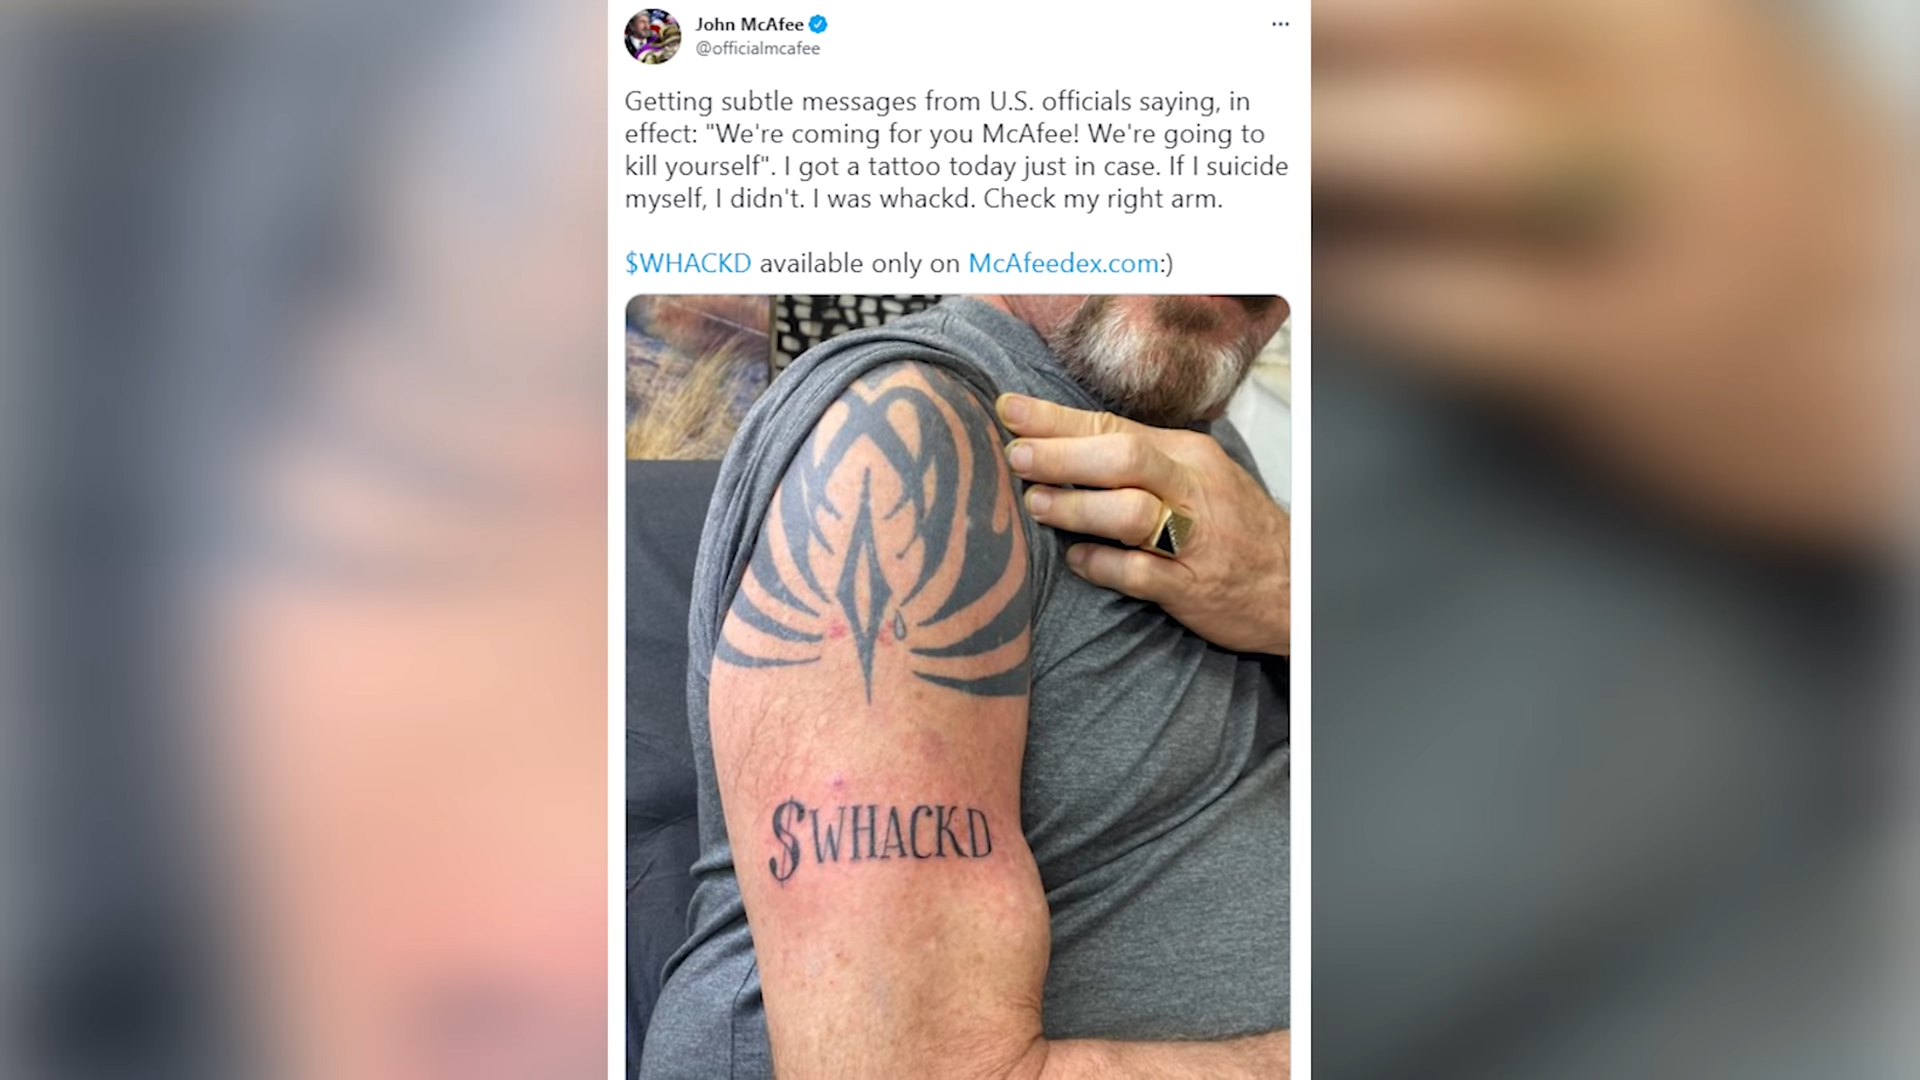 John McAfee
@officialmcafee
Getting subtle messages from U.S. officials saying, in
effect: "We're coming for you McAfee! We're going to
kill yourself". I got a tattoo today just in case. If I suicide
myself, I didn't. I was whackd. Check my right arm.
$WHACKD available only on McAfeedex.com:)
$WHACKD